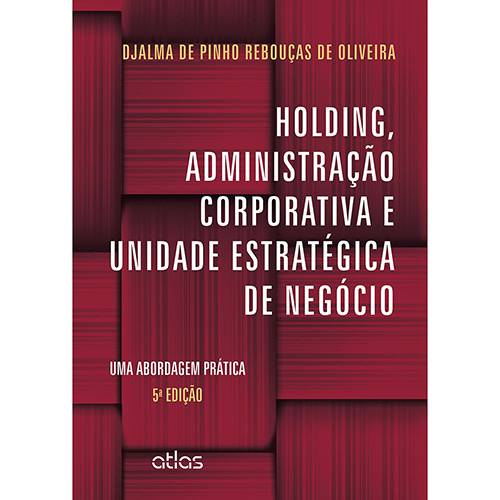 DJALMA DE PINHO REBOUÇAS DE OLIVEIRA
HOLDING,
ADMINISTRAÇÃO
CORPORATIVA E
UNIDADE ESTRATÉGICA
DE NEGÓCIO
UMA ABORDAGEM PRÁTICA
5ª EDIÇÃO
atlas